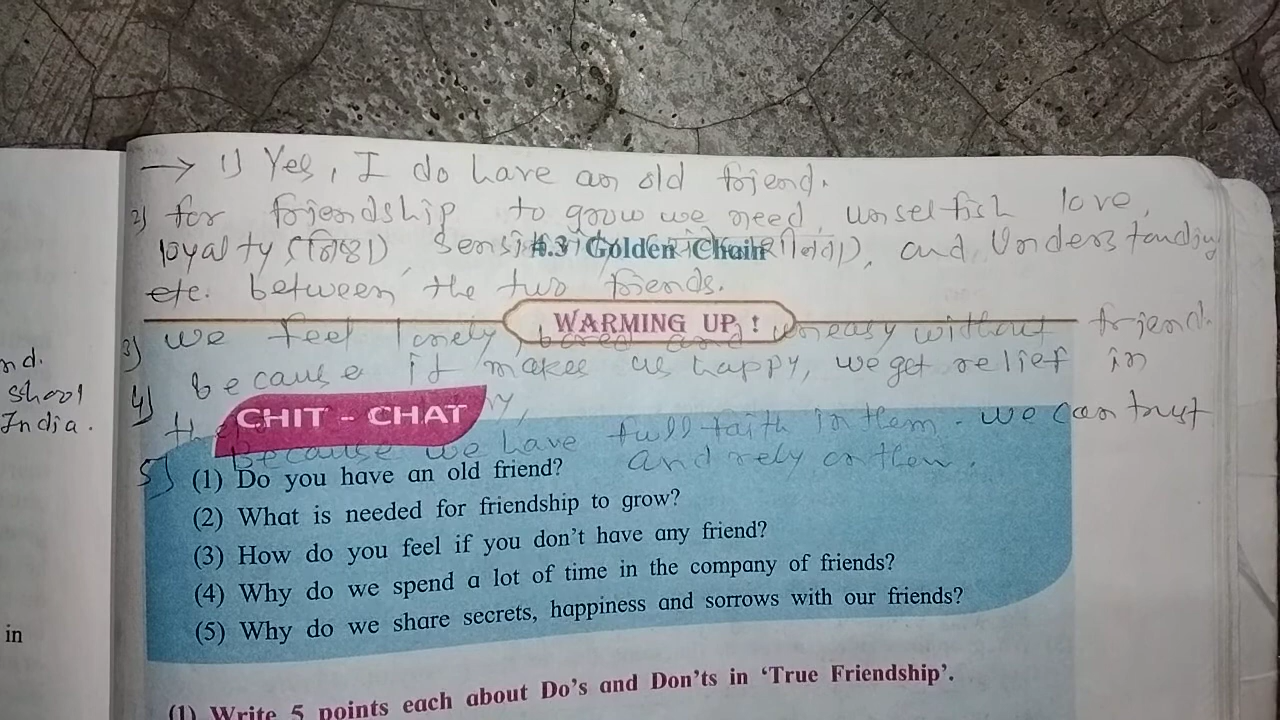 → 1) Yes, I do have an old friend.
2) for friendship to grow we need unselfish love,
loyalty (निष्ठा), and Understanding
4.3 Golden Chain
etc. between the two friends.
WARMING UP !
3) we feel lonely, bored and uneasy without friend.
4) because it makes us happy, we get relief in
CHIT - CHAT
5) Because we have full faith in them. we can trust
and rely on them.
(1) Do you have an old friend?
(2) What is needed for friendship to grow?
(3) How do you feel if you don't have any friend?
(4) Why do we spend a lot of time in the company of friends?
(5) Why do we share secrets, happiness and sorrows with our friends?
(1) Write 5 points each about Do's and Don'ts in 'True Friendship'.
nd.
shool
India.
in